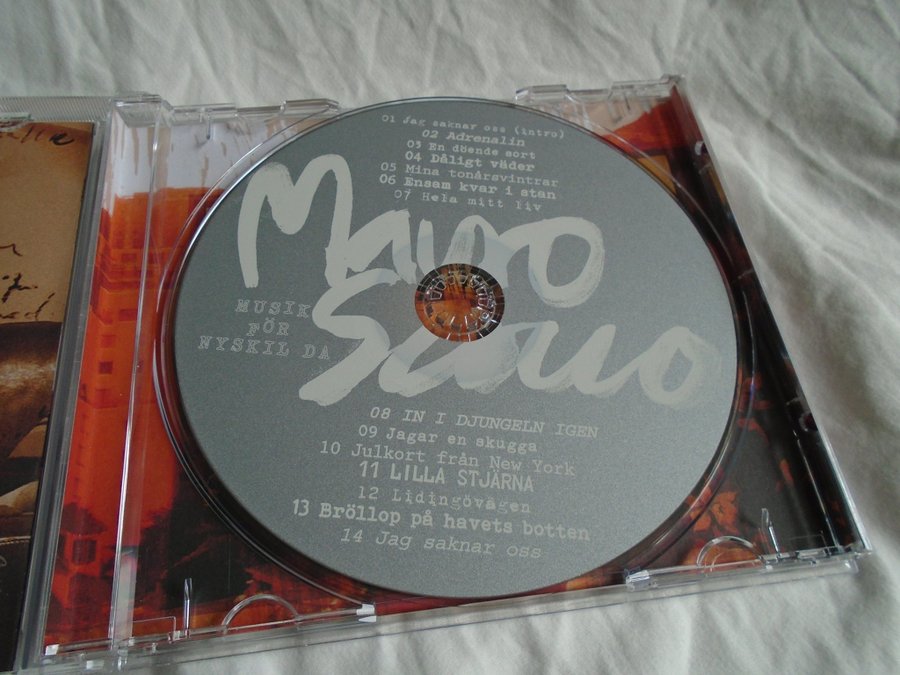 01 Jag saknar oss (intro)
02 Adrenalin
03 En döende sort
04 Dåligt väder
05 Mina tonårsvintrar
06 Ensam kvar i stan
07 Hela mitt liv
Mauro
Scocco
MUSIK
FÖR
NYSKILDA
08 IN I DJUNGELN IGEN
09 Jagar en skugga
10 Julkort från New York
11 LILLA STJÄRNA
12 Lidingövägen
13 Bröllop på havets botten
14 Jag saknar oss